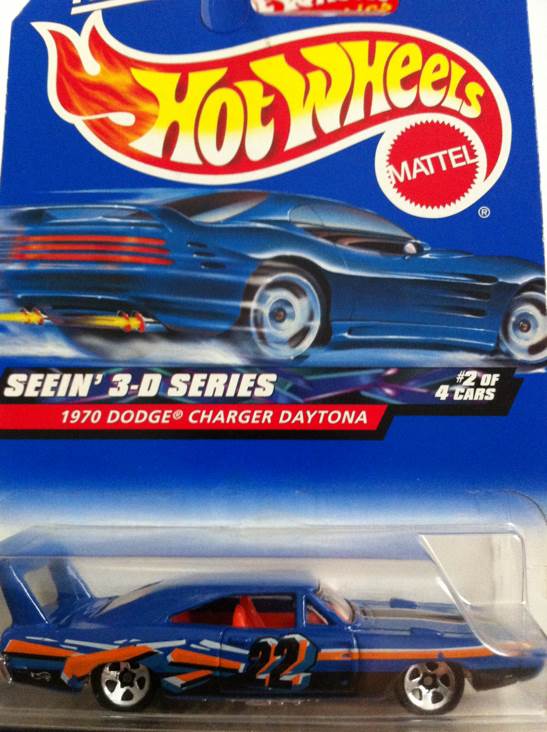 HOT WHEELS
MATTEL
®
SEEIN' 3-D SERIES
#2 OF
4 CARS
1970 DODGE® CHARGER DAYTONA
22